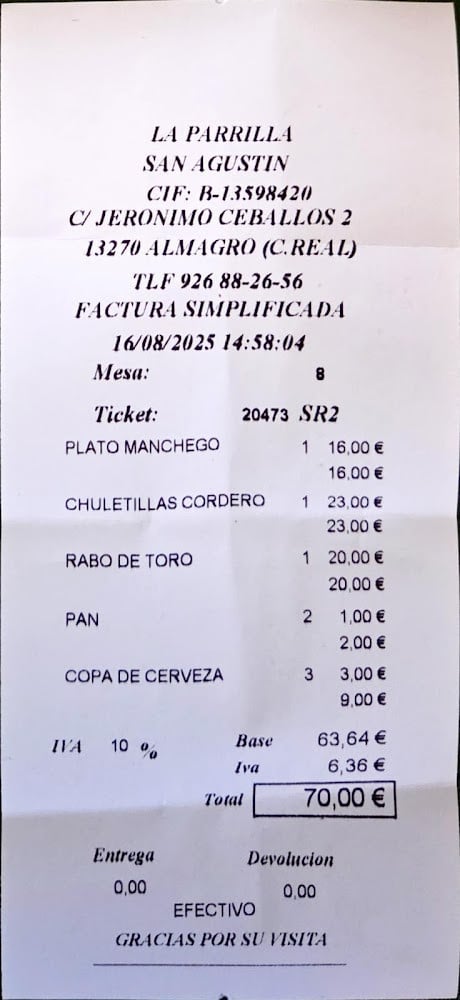 LA PARRILLA
SAN AGUSTIN
CIF: B-13598420
C/ JERONIMO CEBALLOS 2
13270 ALMAGRO (C.REAL)
TLF 926 88-26-56
FACTURA SIMPLIFICADA
16/08/2025 14:58:04
Mesa: 8
Ticket: 20473 SR2
PLATO MANCHEGO 1 16,00 €
16,00 €
CHULETILLAS CORDERO 1 23,00 €
23,00 €
RABO DE TORO 1 20,00 €
20,00 €
PAN 2 1,00 €
2,00 €
COPA DE CERVEZA 3 3,00 €
9,00 €
IVA 10 % Base 63,64 €
Iva 6,36 €
Total 70,00 €
Entrega Devolucion
0,00 0,00
EFECTIVO
GRACIAS POR SU VISITA